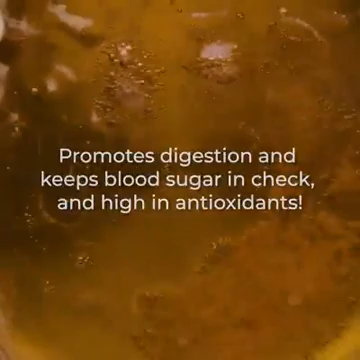 Promotes digestion and
keeps blood sugar in check,
and high in antioxidants!